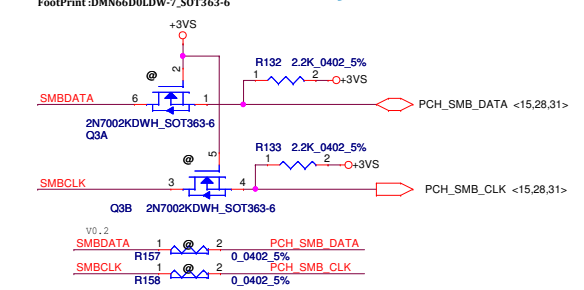 FootPrint :DMN66D0LDW-7_SOT363-6
+3VS
R132 2.2K_0402_5%
@ 2 1 2 +3VS
SMBDATA 6 1 PCH_SMB_DATA <15,28,31>
2N7002KDWH_SOT363-6
Q3A
R133 2.2K_0402_5%
@ 5 1 2 +3VS
SMBCLK 3 4 PCH_SMB_CLK <15,28,31>
Q3B 2N7002KDWH_SOT363-6
V0.2
SMBDATA 1 @ 2 PCH_SMB_DATA
R157 0_0402_5%
SMBCLK 1 @ 2 PCH_SMB_CLK
R158 0_0402_5%